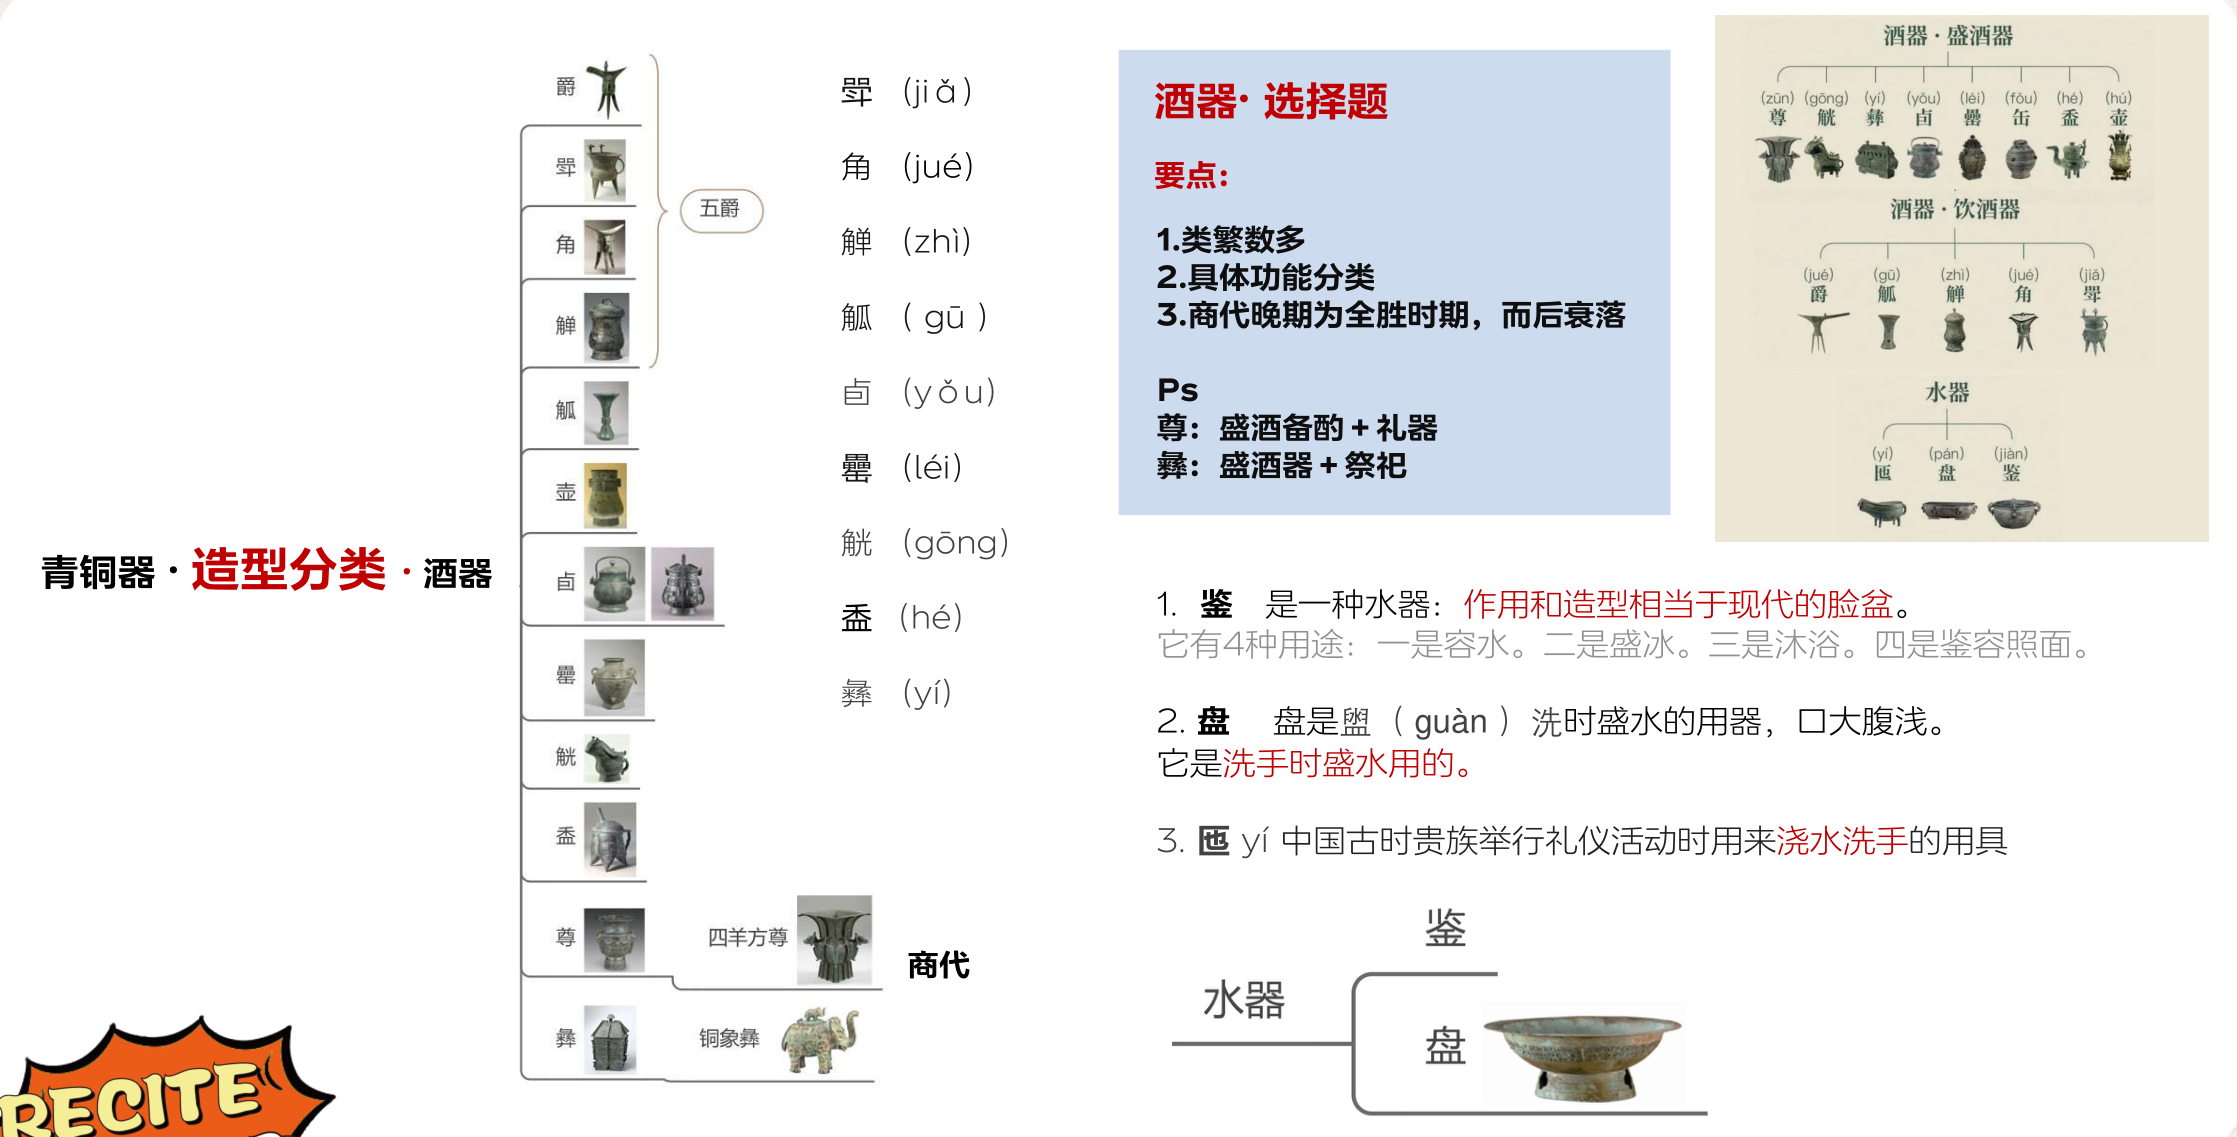 青铜器 · 造型分类 · 酒器
爵
斝
角
觯
觚
壶
卣
罍
觥
盉
尊
彝
五爵
四羊方尊
商代
铜象彝
斝 (jiǎ)
角 (jué)
觯 (zhì)
觚 ( gū )
卣 (yǒu)
罍 (léi)
觥 (gōng)
盉 (hé)
彝 (yí)
酒器· 选择题
要点:
1.类繁数多
2.具体功能分类
3.商代晚期为全胜时期，而后衰落
Ps
尊：盛酒备酌 + 礼器
彝：盛酒器 + 祭祀
酒器 · 盛酒器
(zūn) (gōng) (yí) (yǒu) (léi) (fǒu) (hé) (hú)
尊 觥 彝 卣 罍 缶 盉 壶
酒器 · 饮酒器
(jué) (gū) (zhì) (jué) (jiǎ)
爵 觚 觯 角 斝
水器
(yí) (pán) (jiàn)
匜 盘 鉴
1. 鉴 是一种水器：作用和造型相当于现代的脸盆。
它有4种用途：一是容水。二是盛冰。三是沐浴。四是鉴容照面。
2. 盘 盘是盥（ guàn ）洗时盛水的用器，口大腹浅。
它是洗手时盛水用的。
3. 匜 yí 中国古时贵族举行礼仪活动时用来浇水洗手的用具
水器
鉴
盘
RECITE